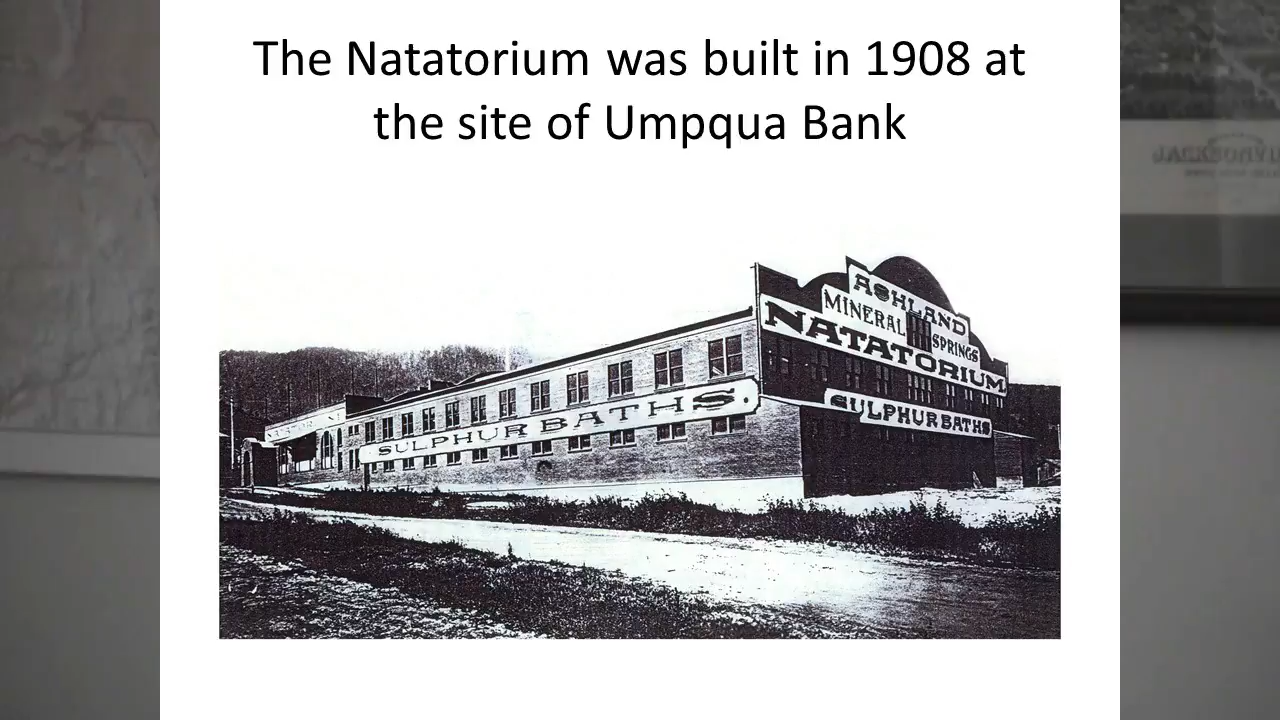 The Natatorium was built in 1908 at
the site of Umpqua Bank
ASHLAND
MINERAL SPRINGS
NATATORIUM
SULPHUR BATHS
SULPHUR BATHS